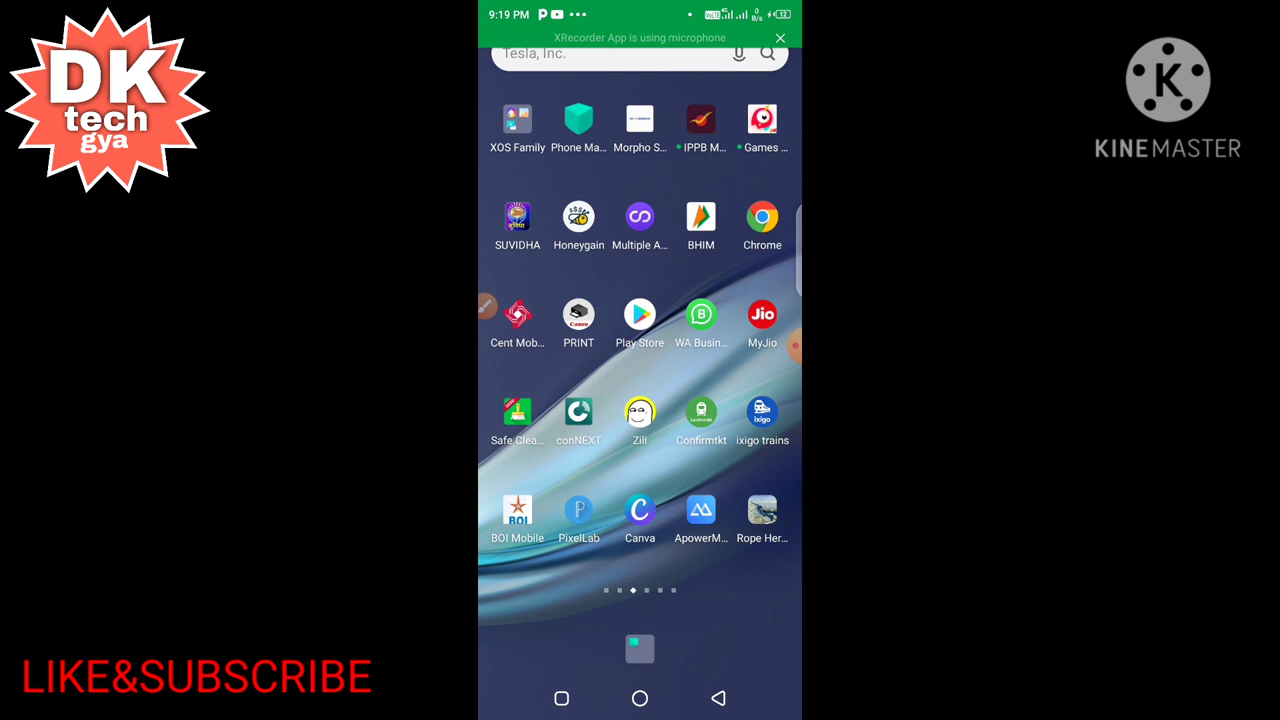 DK
tech
gya
KINEMASTER
LIKE&SUBSCRIBE
9:19 PM
0
B/s
12
XRecorder App is using microphone
Tesla, Inc.
XOS Family
Phone Ma...
Morpho S...
IPPB M...
Games ...
SUVIDHA
Honeygain
Multiple A...
BHIM
Chrome
Cent Mob...
PRINT
Play Store
WA Busin...
MyJio
Safe Clea...
conNEXT
Zili
Confirmtkt
ixigo trains
BOI Mobile
PixelLab
Canva
ApowerM...
Rope Her...